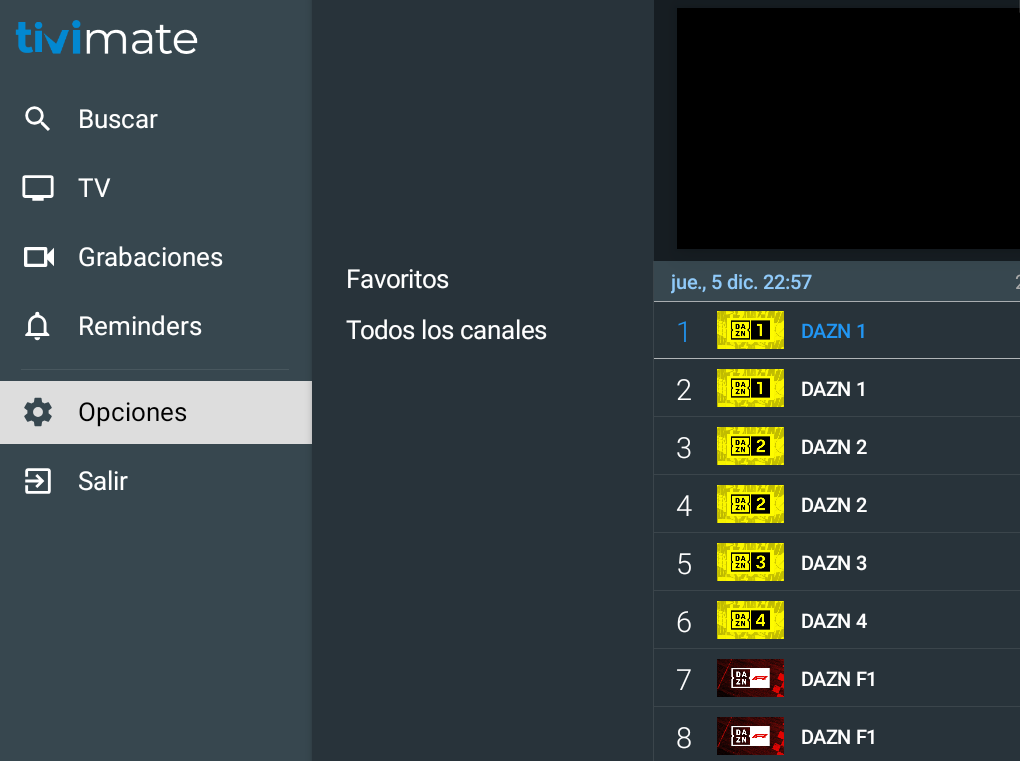 tivimate
Buscar
TV
Grabaciones
Reminders
Opciones
Salir
Favoritos
Todos los canales
jue., 5 dic. 22:57
1 DAZN 1 DAZN 1
2 DAZN 1 DAZN 1
3 DAZN 2 DAZN 2
4 DAZN 2 DAZN 2
5 DAZN 3 DAZN 3
6 DAZN 4 DAZN 4
7 DAZN DAZN F1
8 DAZN DAZN F1